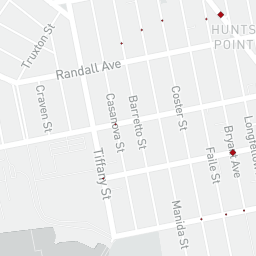 HUNTS
POINT
Truxton St
Randall Ave
Craven St
Casanova St
Barretto St
Coster St
Tiffany St
Manida St
Faile St
Bryant Ave